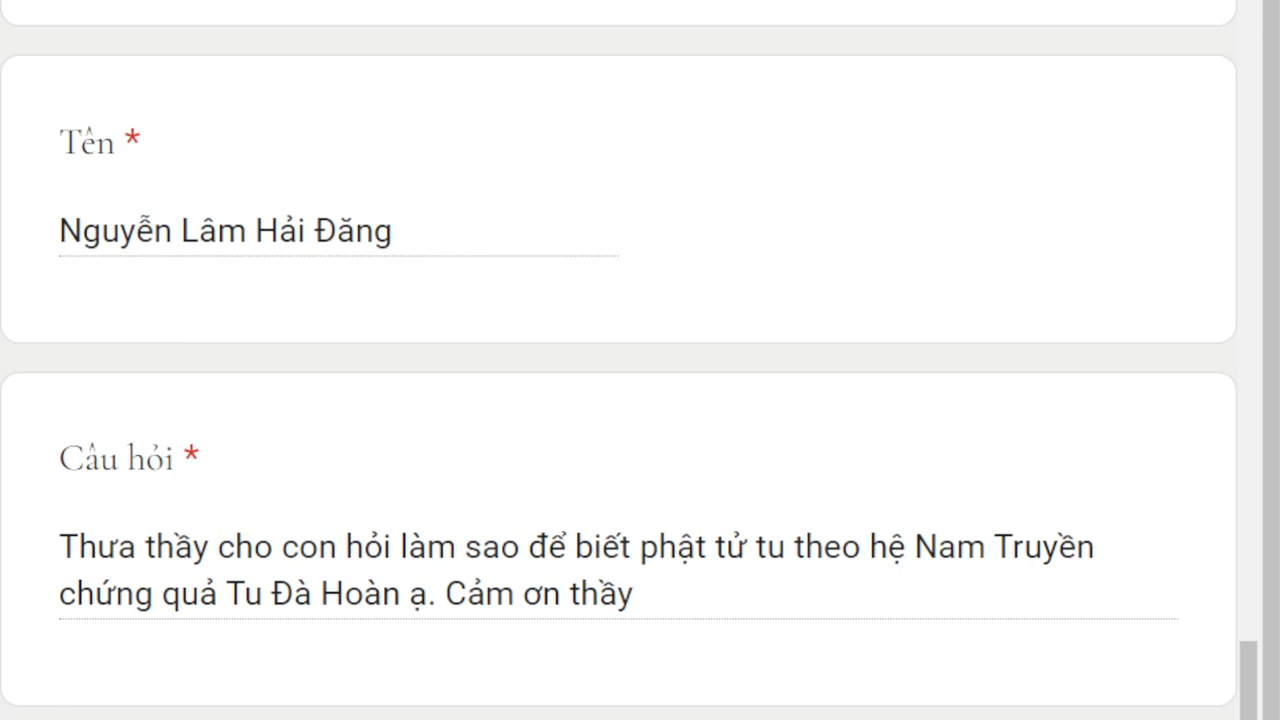 Tên *
Nguyễn Lâm Hải Đăng
Câu hỏi *
Thưa thầy cho con hỏi làm sao để biết phật tử tu theo hệ Nam Truyền
chứng quả Tu Đà Hoàn ạ. Cảm ơn thầy